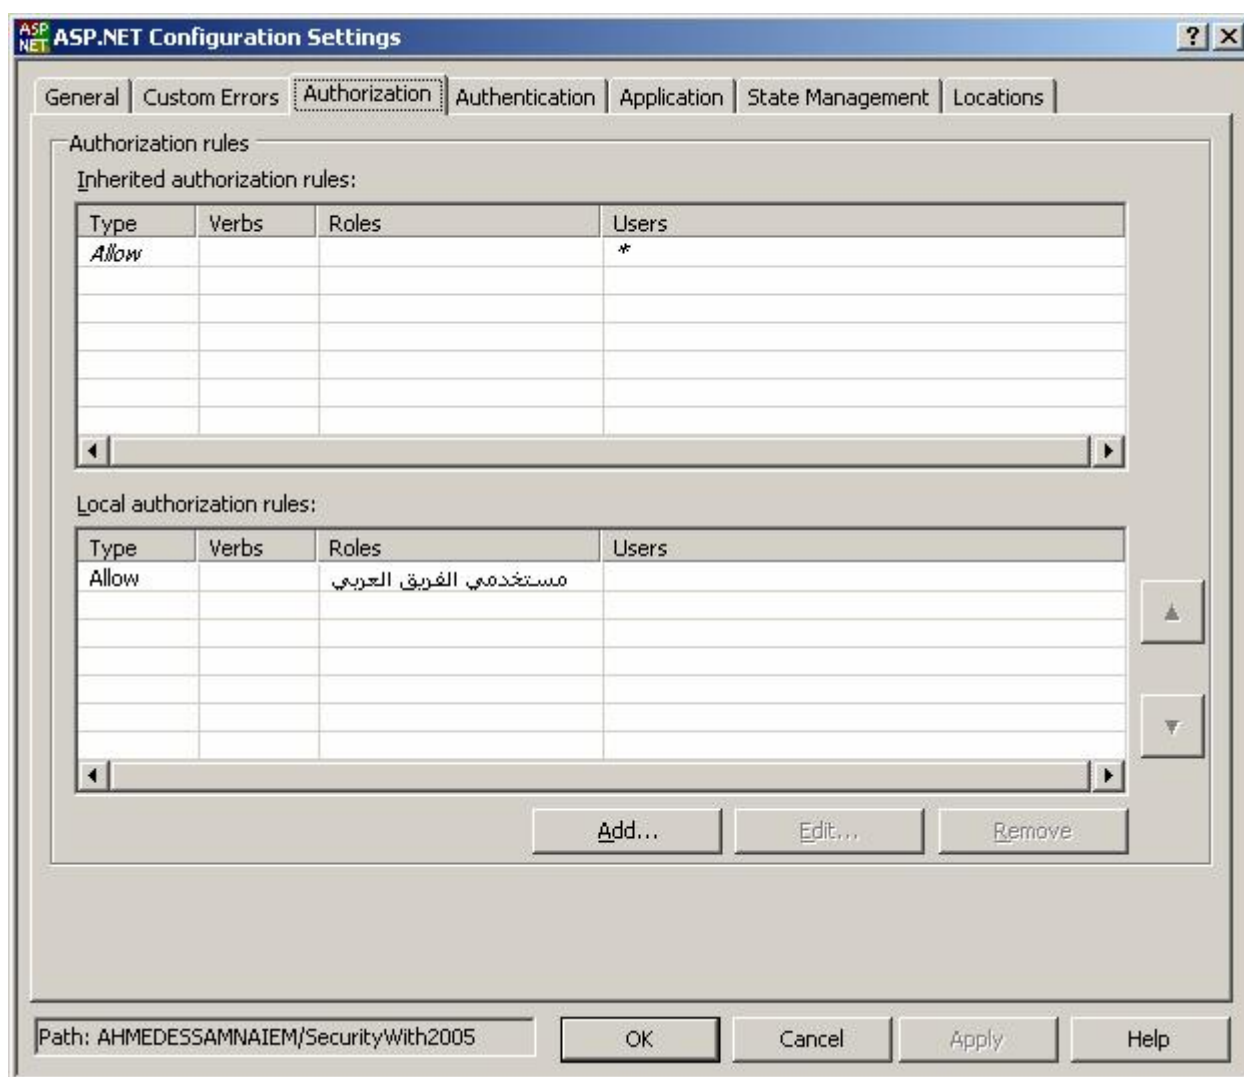 ASP NET ASP.NET Configuration Settings
General Custom Errors Authorization Authentication Application State Management Locations
Authorization rules
Inherited authorization rules:
Type Verbs Roles Users
Allow *
Local authorization rules:
Type Verbs Roles Users
Allow مستخدمي الفريق العربي
Add... Edit... Remove
Path: AHMEDESSAMNAIEM/SecurityWith2005 OK Cancel Apply Help